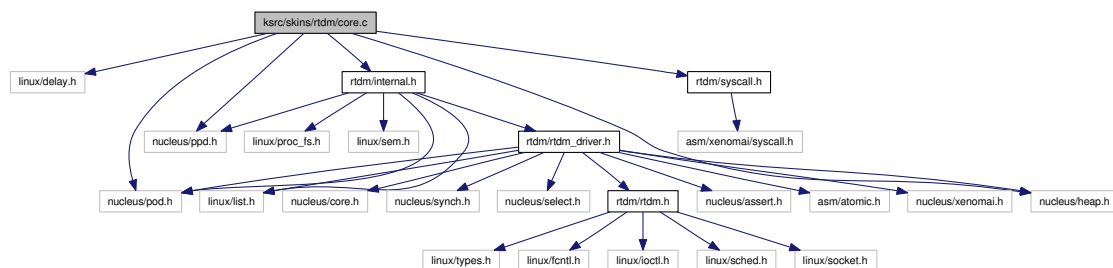 ksrc/skins/rtdm/core.c
linux/delay.h
rtdm/internal.h
rtdm/syscall.h
nucleus/ppd.h
linux/proc_fs.h
linux/sem.h
rtdm/rtdm_driver.h
asm/xenomai/syscall.h
nucleus/pod.h
linux/list.h
nucleus/core.h
nucleus/synch.h
nucleus/select.h
rtdm/rtdm.h
nucleus/assert.h
asm/atomic.h
nucleus/xenomai.h
nucleus/heap.h
linux/types.h
linux/fcntl.h
linux/ioctl.h
linux/sched.h
linux/socket.h